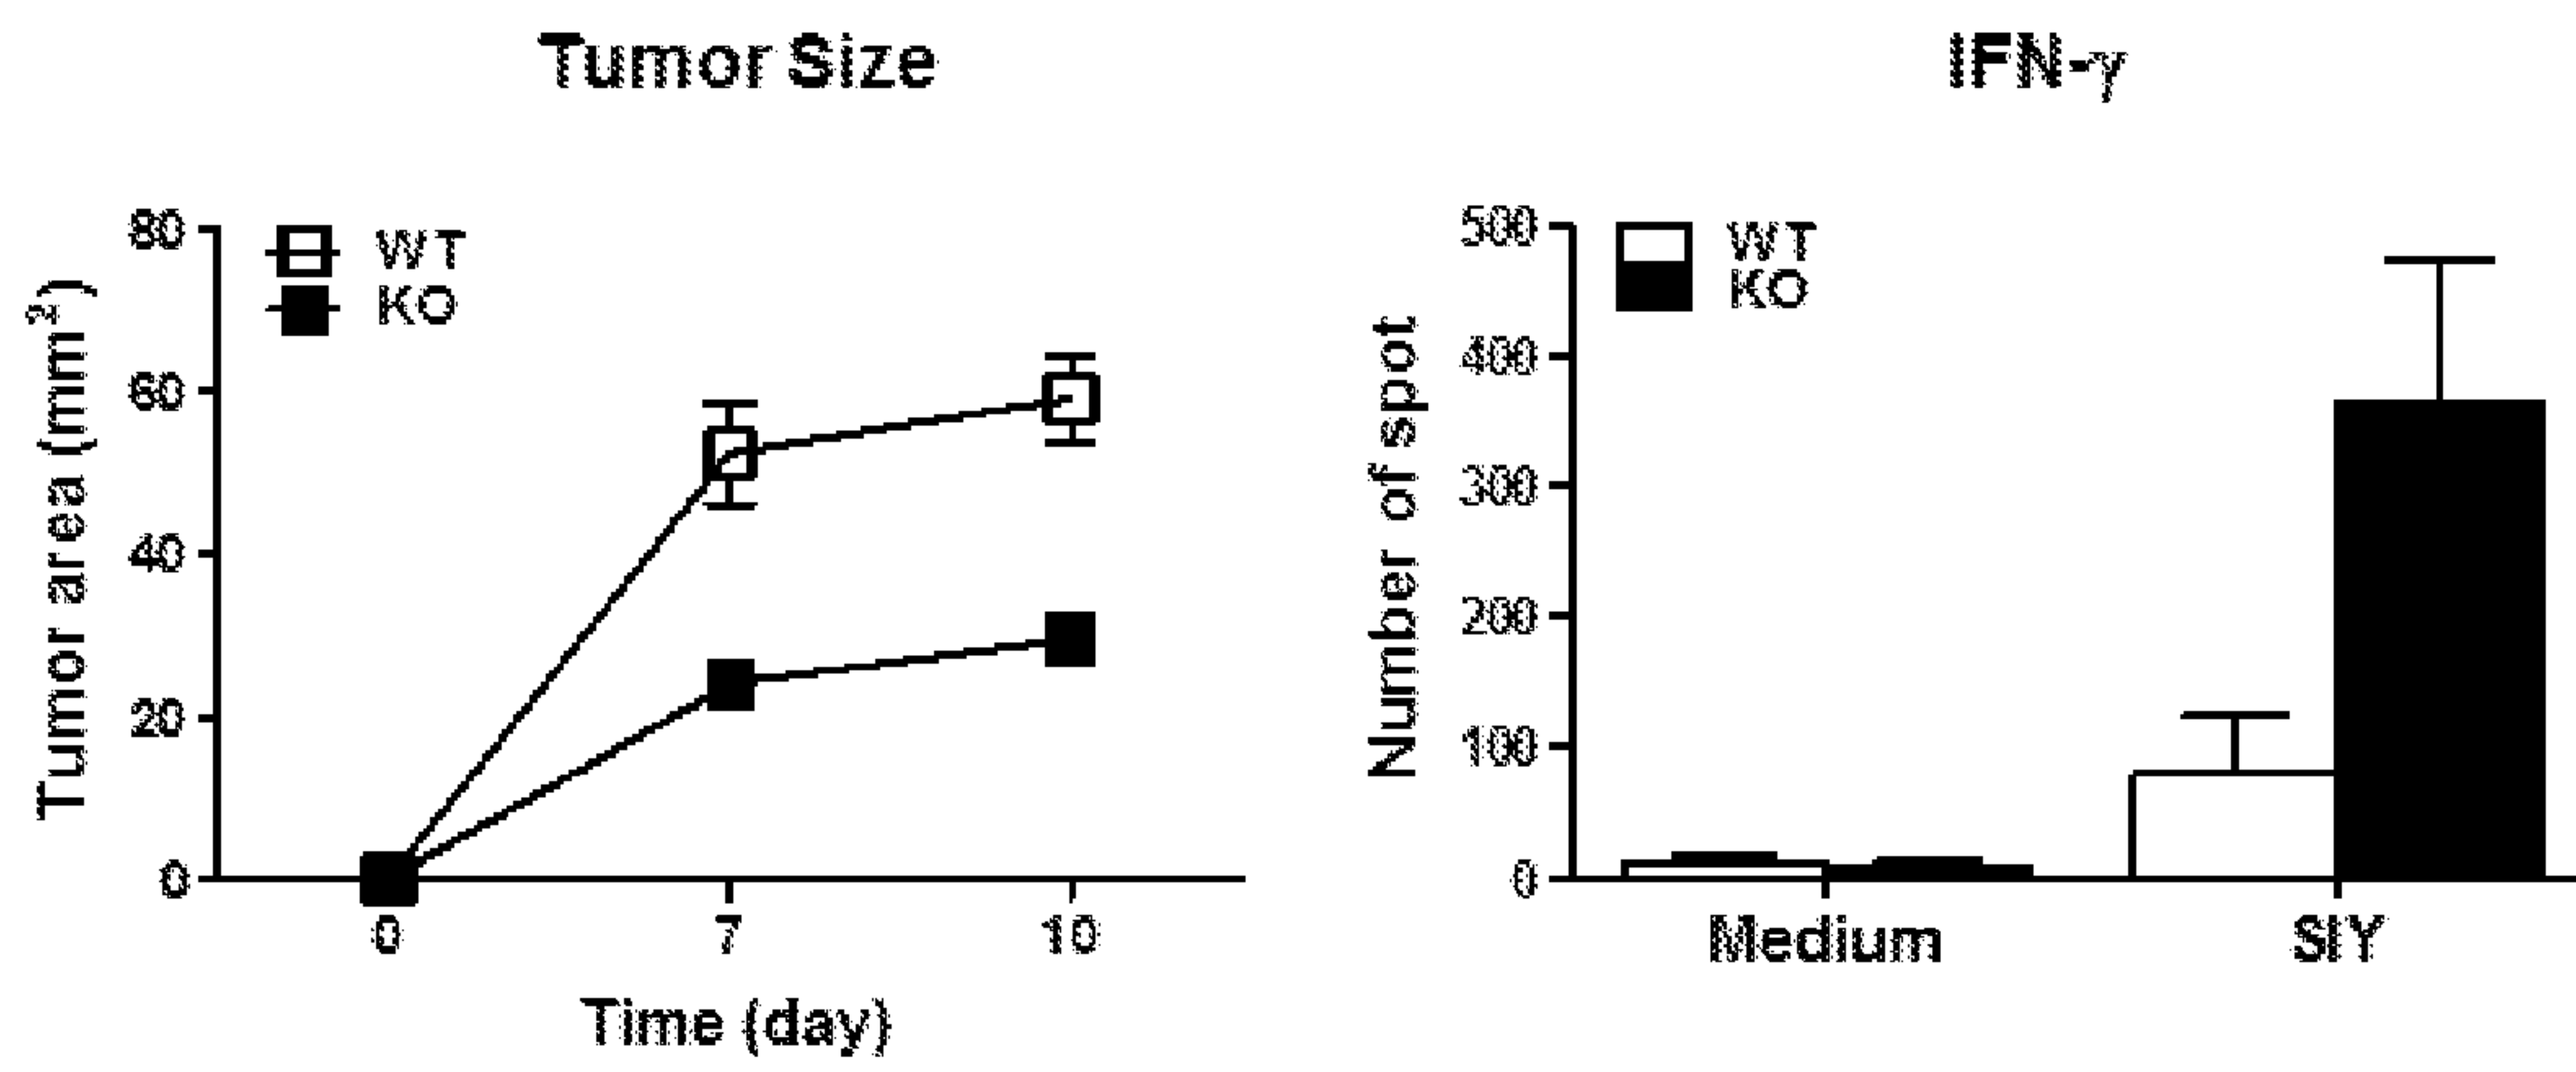 Tumor Size
Tumor area (mm²)
80
60
40
20
0
WT
KO
0
7
10
Time (day)
IFN-γ
Number of spot
500
400
300
200
100
0
WT
KO
Medium
SIY